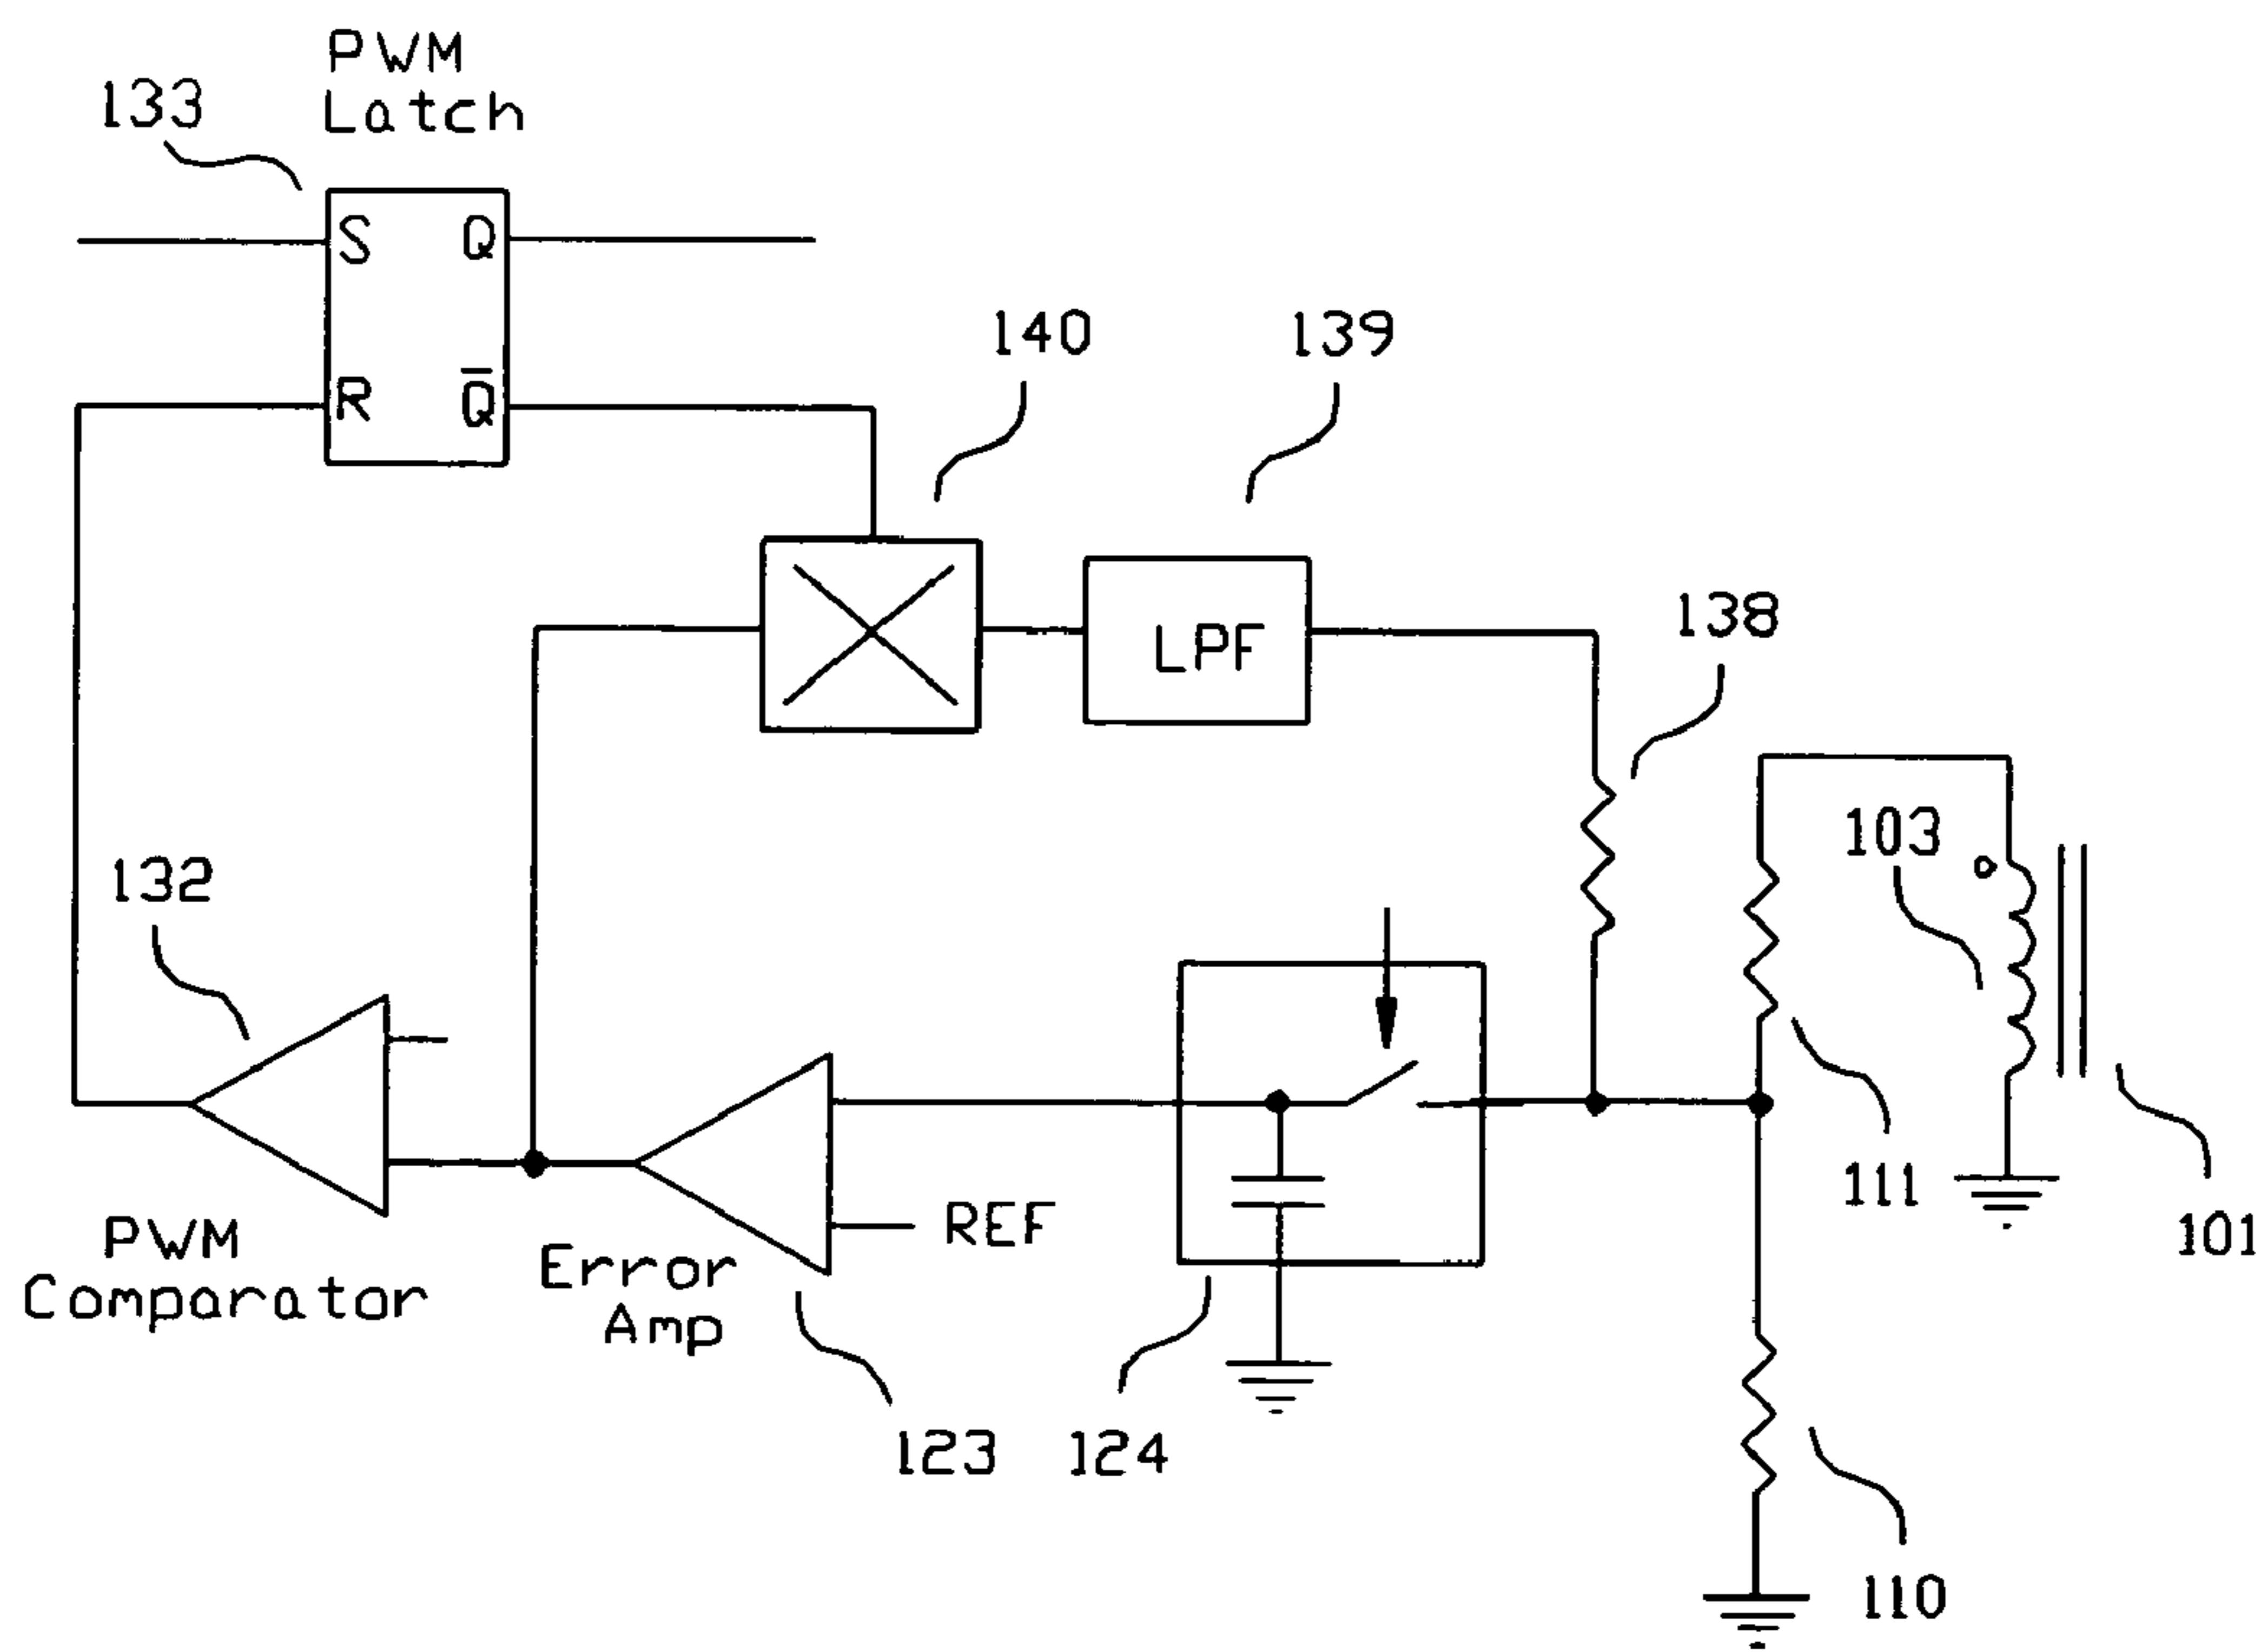 PWM
Latch
133
S
Q
R
Q̅
140
139
LPF
138
103
132
111
101
REF
PWM
Comparator
Error
Amp
123
124
110